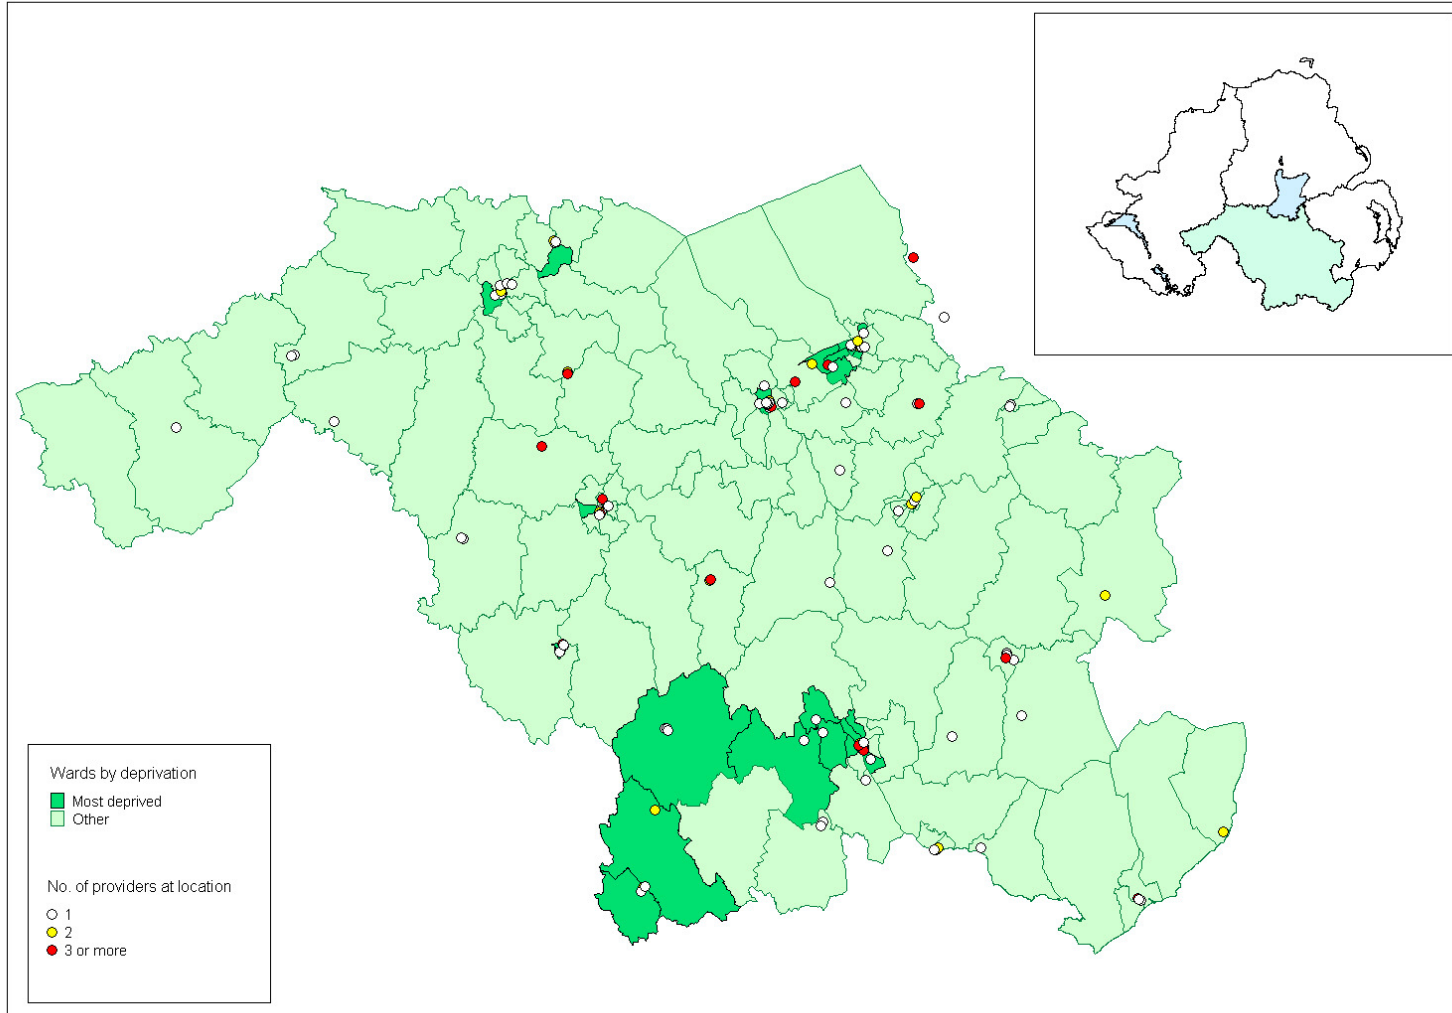 Wards by deprivation
Most deprived
Other
No. of providers at location
1
2
3 or more